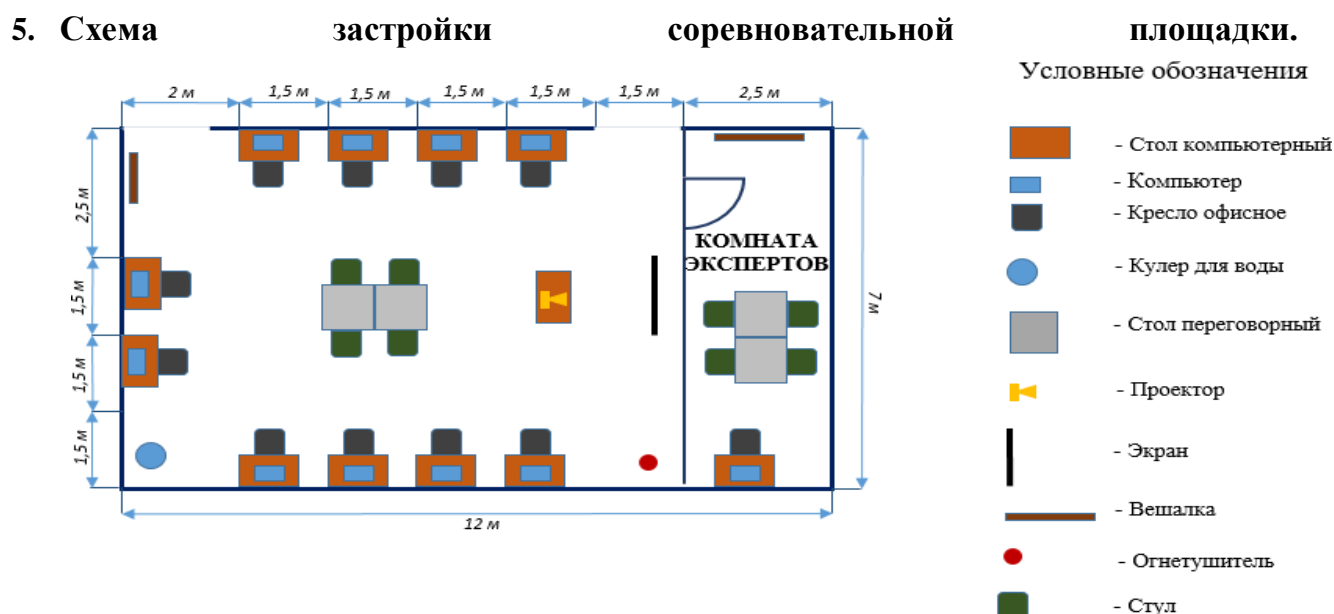 5. Схема застройки соревновательной площадки.
Условные обозначения
2 м
1,5 м
1,5 м
1,5 м
1,5 м
1,5 м
2,5 м
2,5 м
1,5 м
1,5 м
1,5 м
КОМНАТА
ЭКСПЕРТОВ
7 м
12 м
- Стол компьютерный
- Компьютер
- Кресло офисное
- Кулер для воды
- Стол переговорный
- Проектор
- Экран
- Вешалка
- Огнетушитель
- Стул